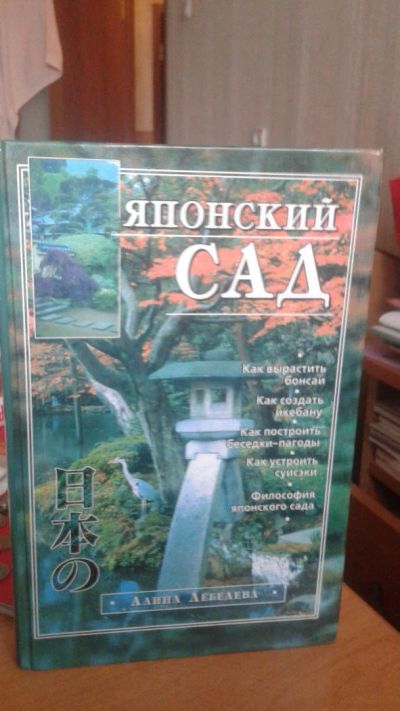 ЯПОНСКИЙ
САД
• Как вырастить
бонсай
• Как создать
икебану
• Как построить
беседки-пагоды
• Как устроить
суисэки
• Философия
японского сада
日本の
Алина Лебедева